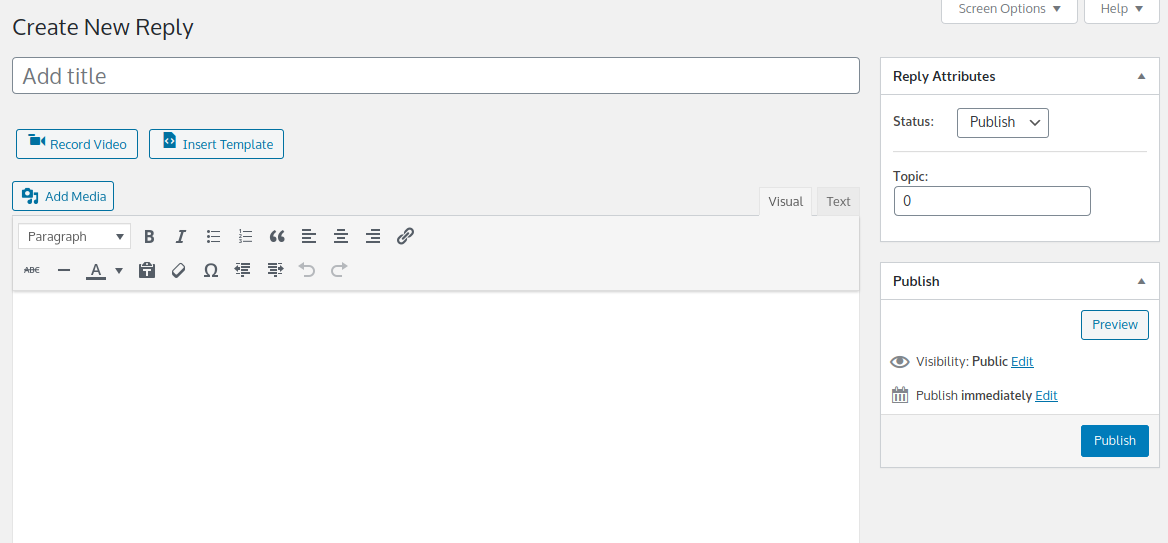 Screen Options
Help
Create New Reply
Add title
Record Video
Insert Template
Add Media
Visual
Text
Paragraph
B
I
ABC
A
Reply Attributes
Status:
Publish
Topic:
0
Publish
Preview
Visibility: Public Edit
Publish immediately Edit
Publish